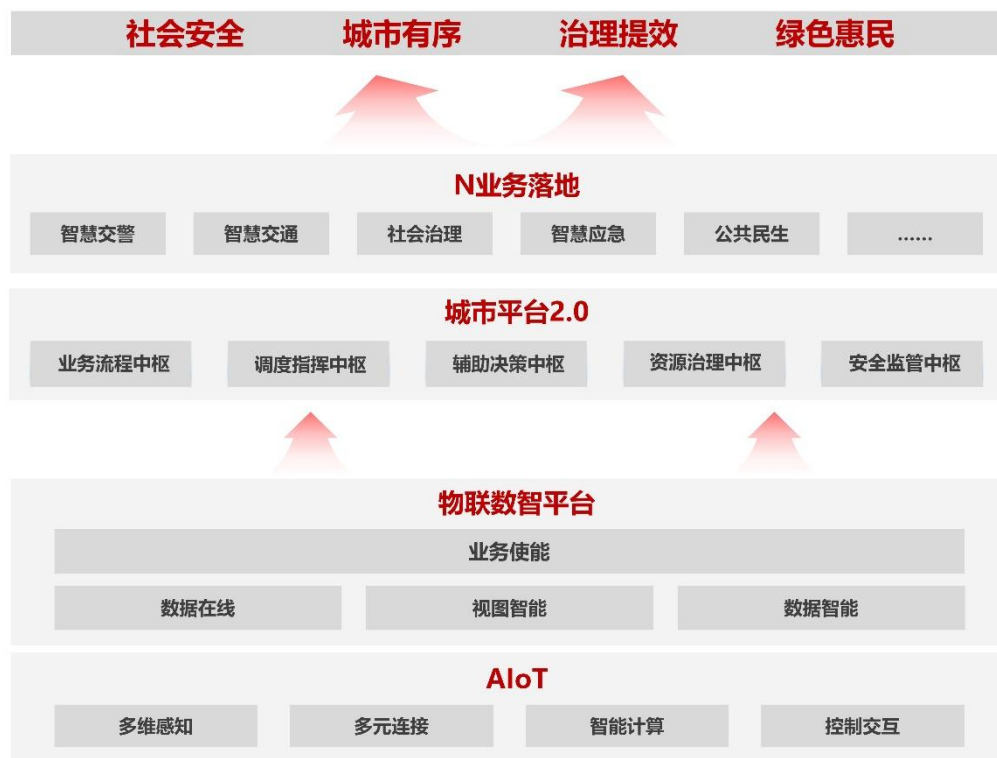 社会安全 城市有序 治理提效 绿色惠民
N业务落地
智慧交警 智慧交通 社会治理 智慧应急 公共民生 ......
城市平台2.0
业务流程中枢 调度指挥中枢 辅助决策中枢 资源治理中枢 安全监管中枢
物联数智平台
业务使能
数据在线 视图智能 数据智能
AIoT
多维感知 多元连接 智能计算 控制交互